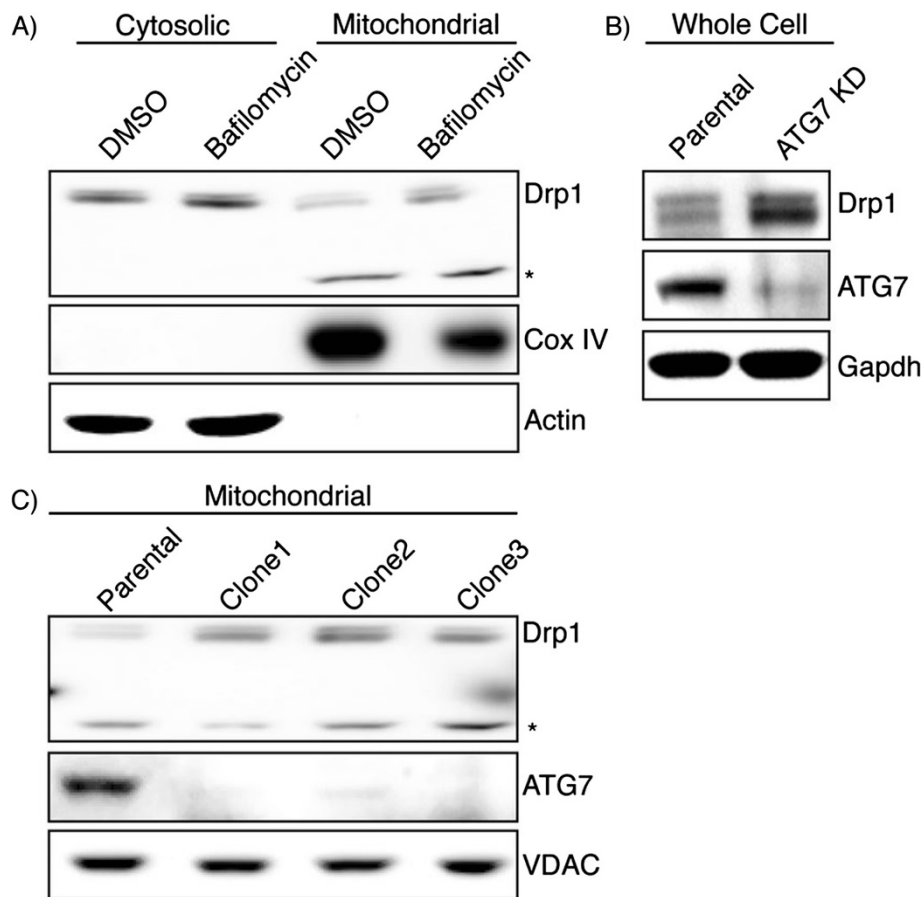 A)
Cytosolic Mitochondrial
DMSO Bafilomycin DMSO Bafilomycin
Drp1
*
Cox IV
Actin
B)
Whole Cell
Parental ATG7 KD
Drp1
ATG7
Gapdh
C)
Mitochondrial
Parental Clone1 Clone2 Clone3
Drp1
*
ATG7
VDAC